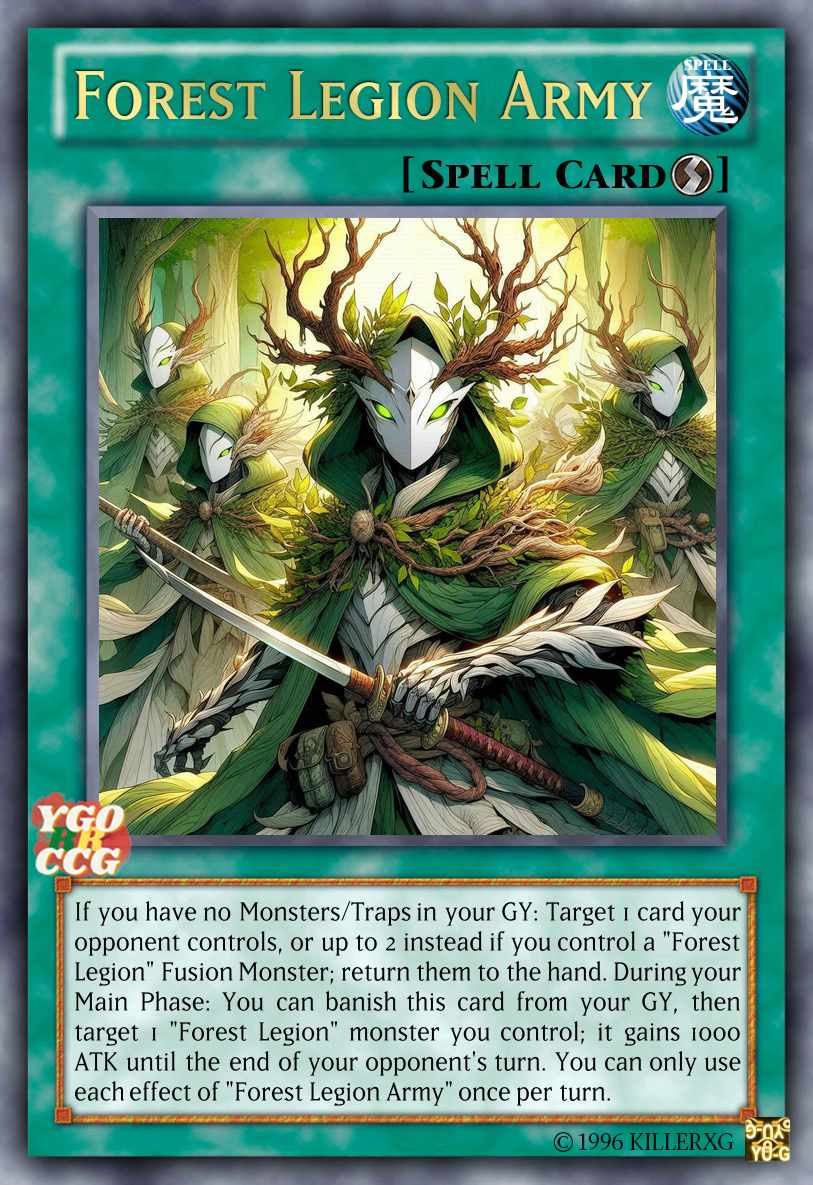 FOREST LEGION ARMY
SPELL
魔
[SPELL CARD]
YGO
BR
CCG
If you have no Monsters/Traps in your GY: Target 1 card your
opponent controls, or up to 2 instead if you control a "Forest
Legion" Fusion Monster; return them to the hand. During your
Main Phase: You can banish this card from your GY, then
target 1 "Forest Legion" monster you control; it gains 1000
ATK until the end of your opponent's turn. You can only use
each effect of "Forest Legion Army" once per turn.
© 1996 KILLERXG
YU-G